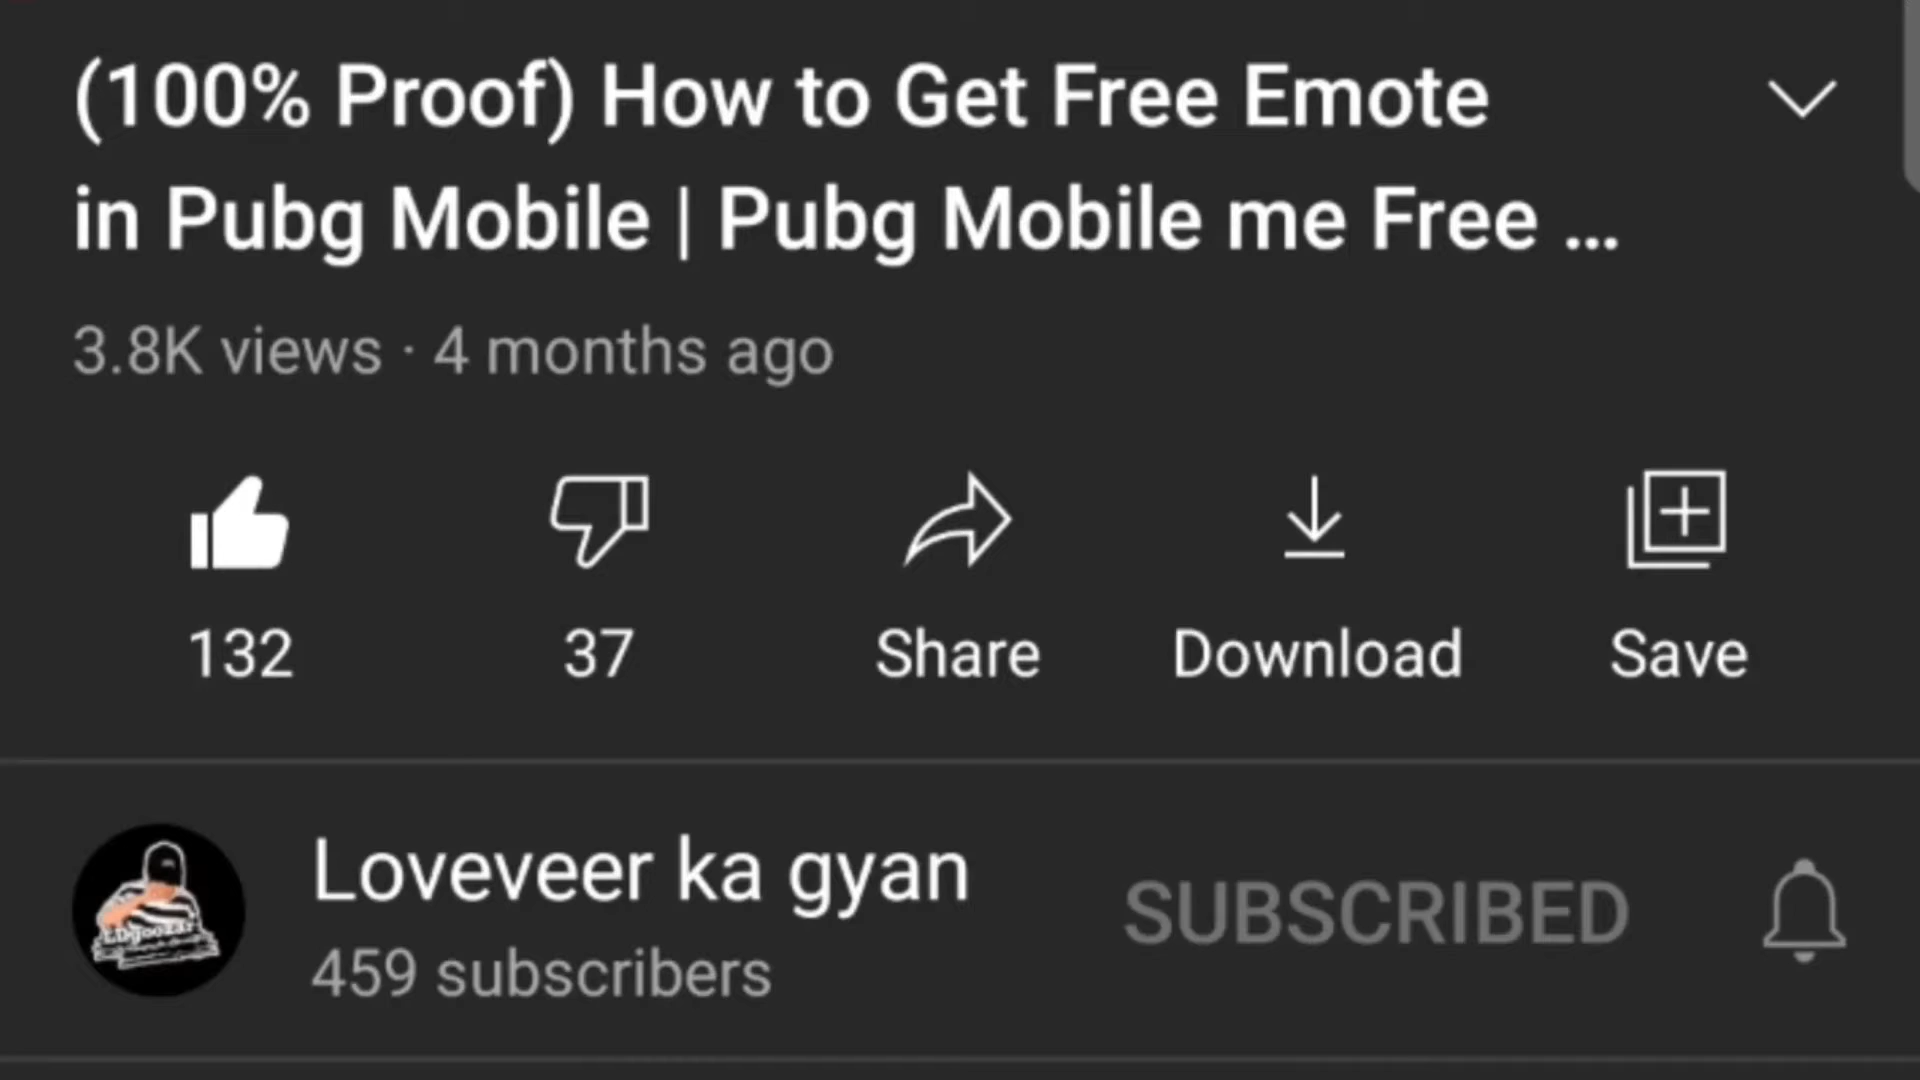 (100% Proof) How to Get Free Emote
in Pubg Mobile | Pubg Mobile me Free ...
3.8K views · 4 months ago
132
37
Share
Download
Save
Loveveer ka gyan
SUBSCRIBED
459 subscribers